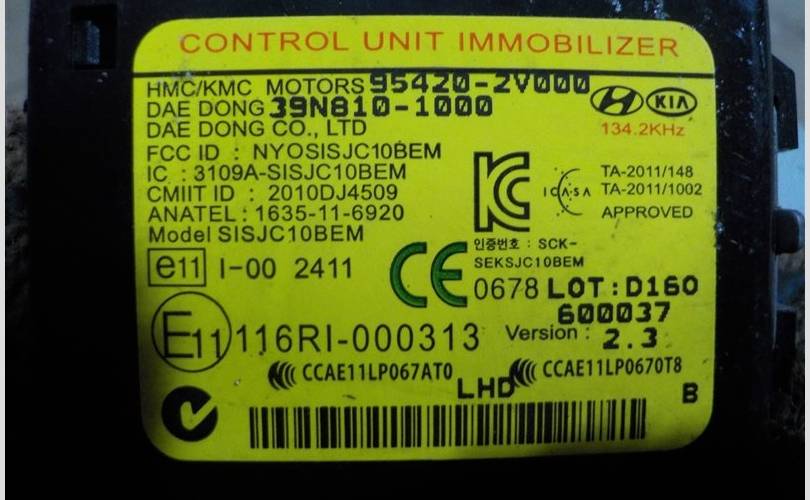 CONTROL UNIT IMMOBILIZER
HMC/KMC MOTORS 95420-2V000
DAE DONG 39N810-1000
DAE DONG CO., LTD
KIA
134.2KHz
FCC ID : NYOSISJC10BEM
IC : 3109A-SISJC10BEM
CMIIT ID : 2010DJ4509
ANATEL : 1635-11-6920
Model SISJC10BEM
ICASA
TA-2011/148
TA-2011/1002
APPROVED
인증번호 : SCK-
SEKSJC10BEM
e11 I-00 2411
CE 0678 LOT:D160
600037
E11 116RI-000313
Version : 2.3
CCAE11LP067AT0
CCAE11LP0670T8
LHD
B